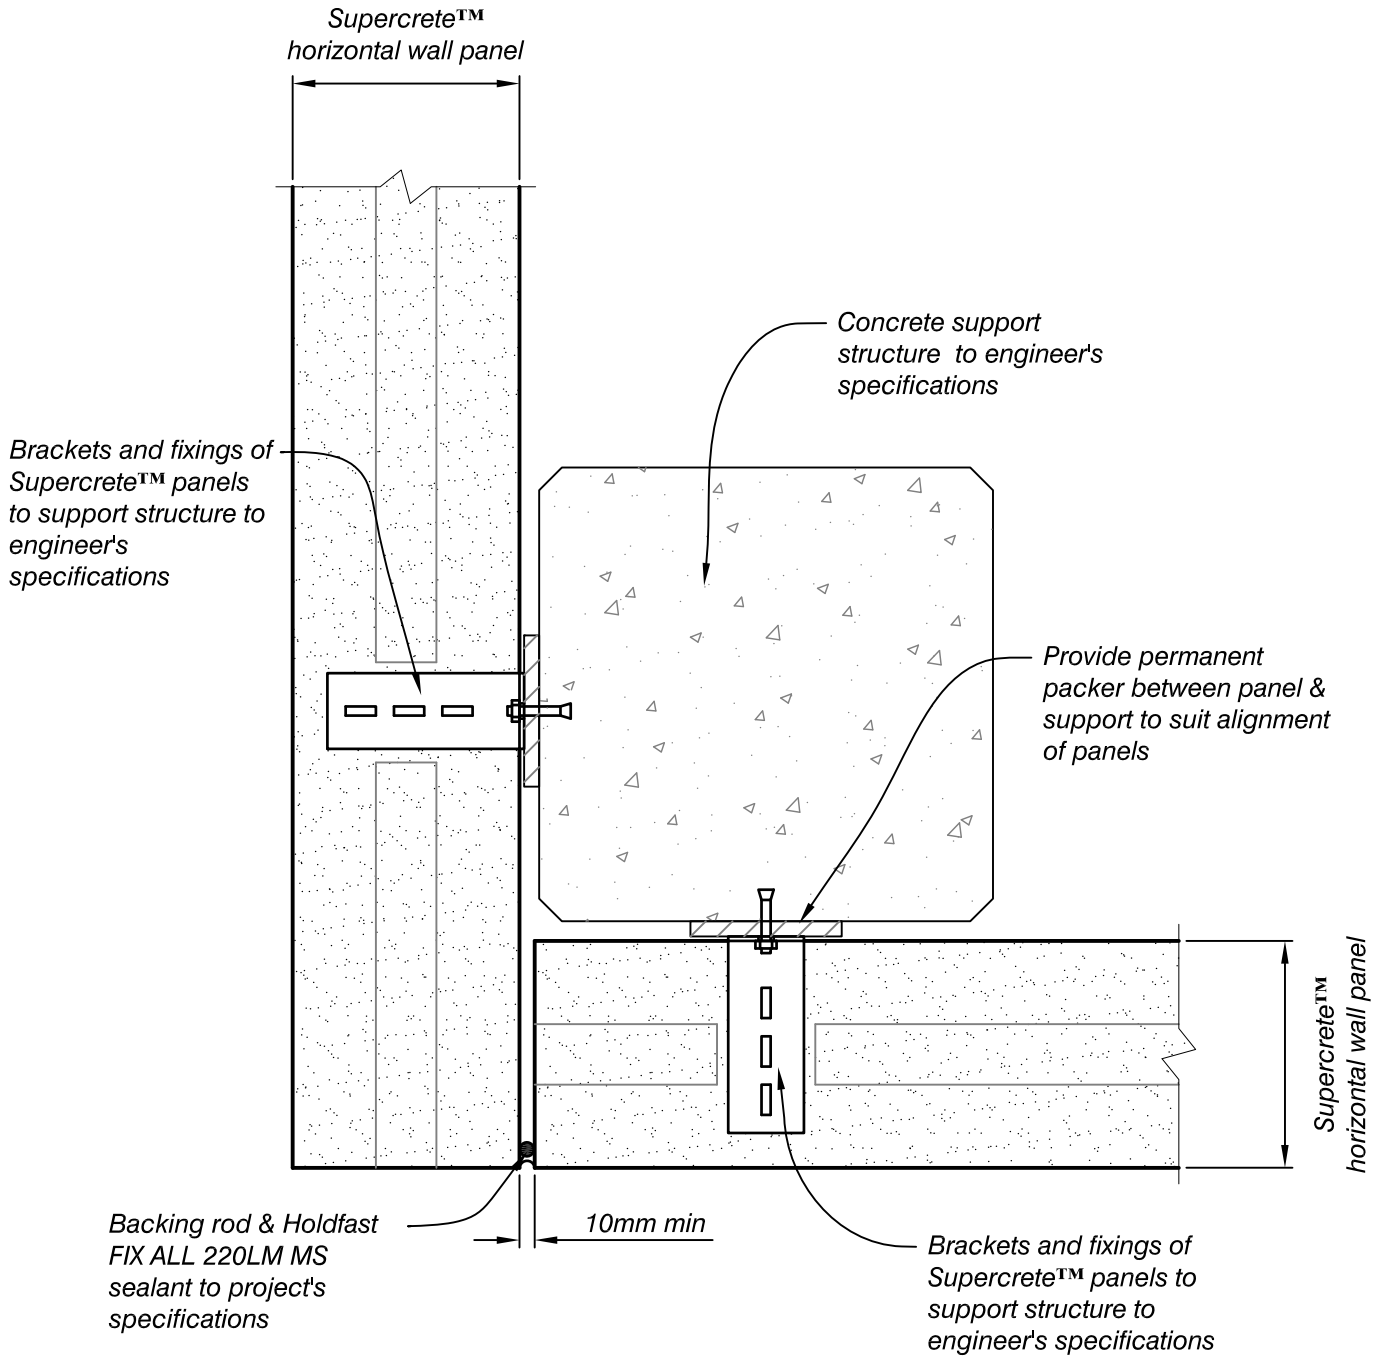 Supercrete™
horizontal wall panel
Concrete support
structure to engineer's
specifications
Brackets and fixings of
Supercrete™ panels
to support structure to
engineer's
specifications
Provide permanent
packer between panel &
support to suit alignment
of panels
Supercrete™
horizontal wall panel
Backing rod & Holdfast
FIX ALL 220LM MS
sealant to project's
specifications
10mm min
Brackets and fixings of
Supercrete™ panels to
support structure to
engineer's specifications